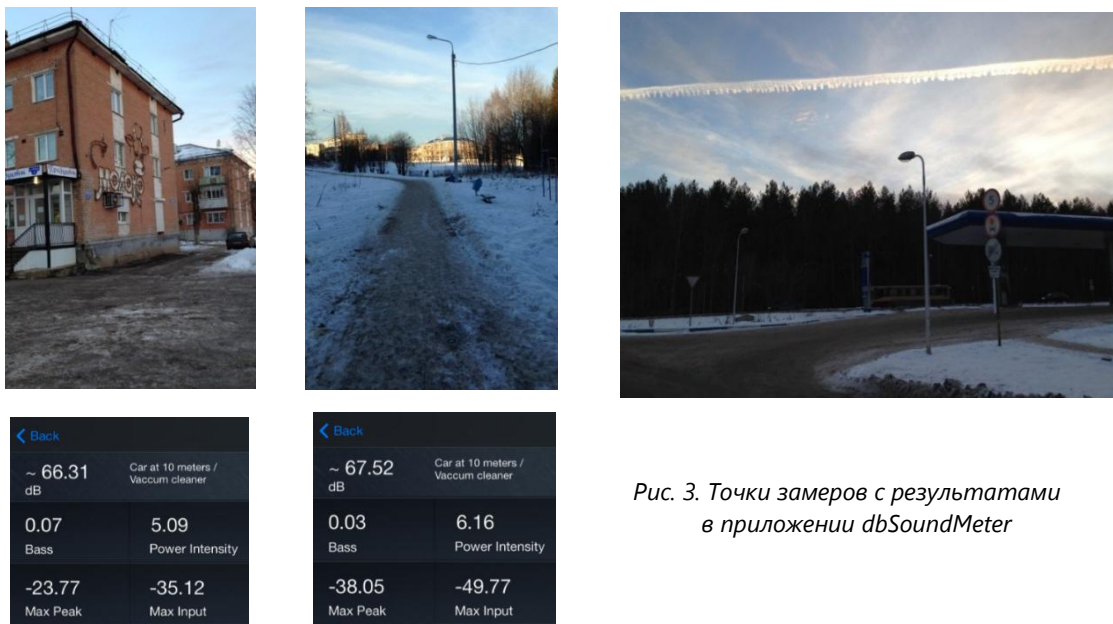 МОЛОКО
Back
~ 66.31
dB
Car at 10 meters /
Vaccum cleaner
0.07
Bass
5.09
Power Intensity
-23.77
Max Peak
-35.12
Max Input
Back
~ 67.52
dB
Car at 10 meters /
Vaccum cleaner
0.03
Bass
6.16
Power Intensity
-38.05
Max Peak
-49.77
Max Input
Рис. 3. Точки замеров с результатами
в приложении dbSoundMeter